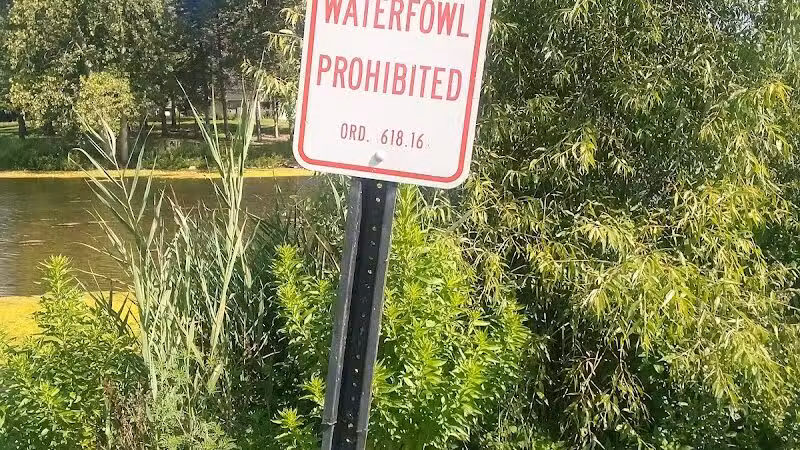 WATERFOWL
PROHIBITED
ORD. 618.16